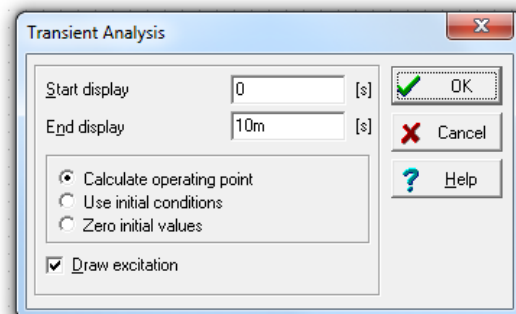 Transient Analysis
Start display 0 [s]
End display 10m [s]
Calculate operating point
Use initial conditions
Zero initial values
Draw excitation
OK
Cancel
Help